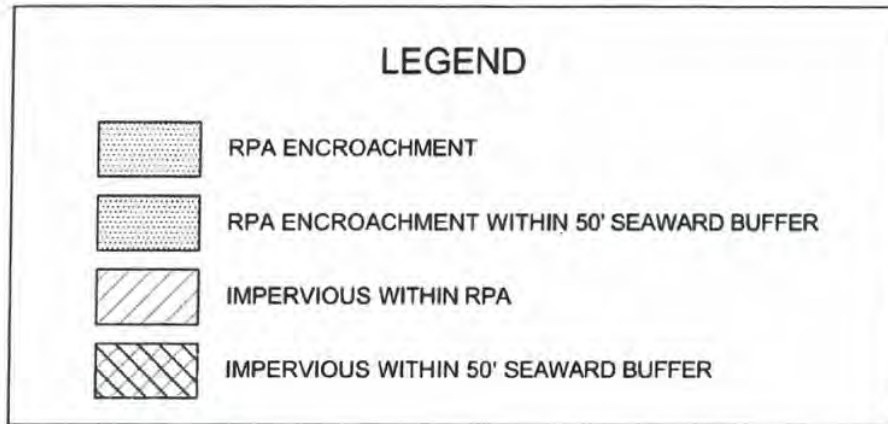 LEGEND
RPA ENCROACHMENT
RPA ENCROACHMENT WITHIN 50' SEAWARD BUFFER
IMPERVIOUS WITHIN RPA
IMPERVIOUS WITHIN 50' SEAWARD BUFFER